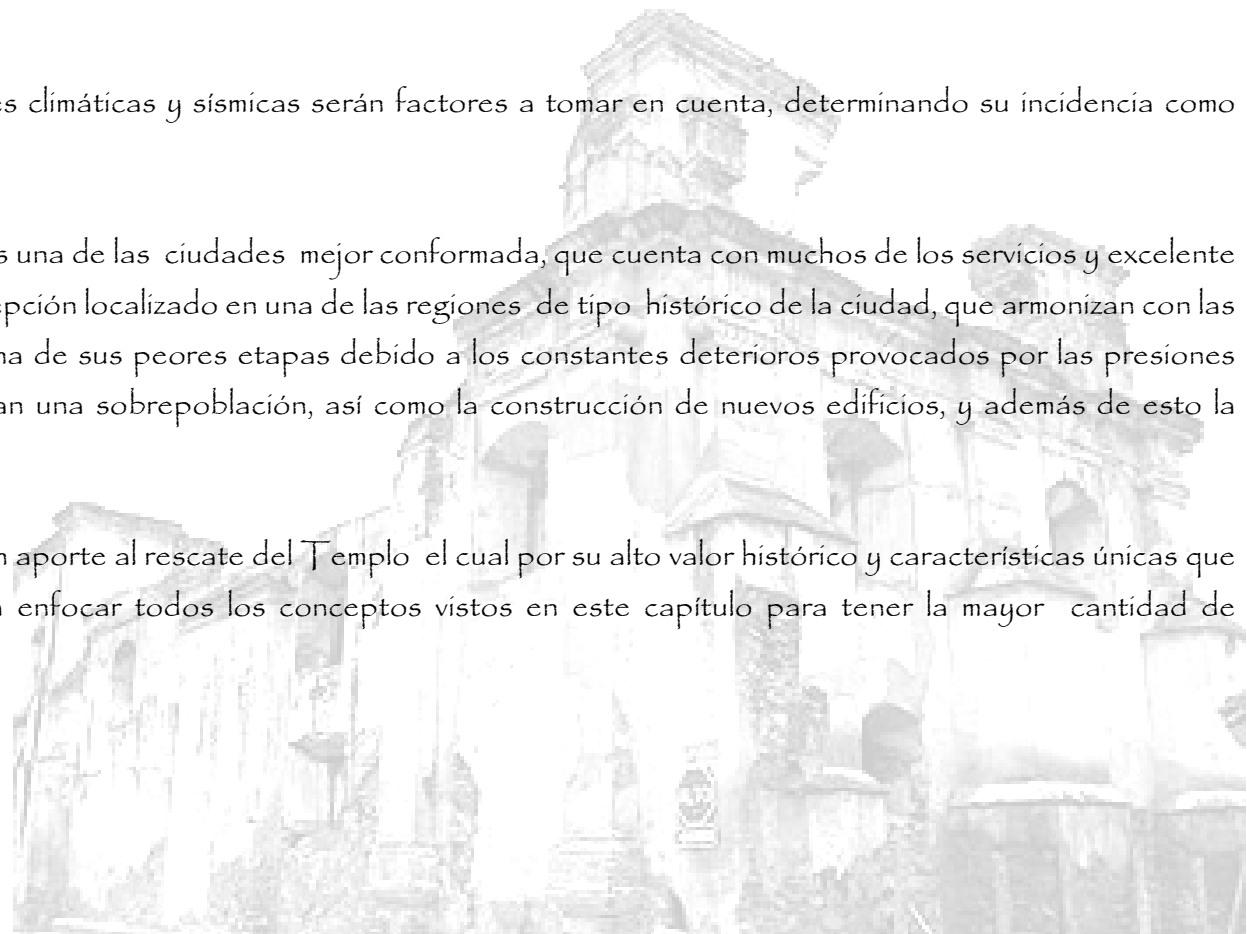 es climáticas y sísmicas serán factores a tomar en cuenta, determinando su incidencia como
s una de las ciudades mejor conformada, que cuenta con muchos de los servicios y excelente
epción localizado en una de las regiones de tipo histórico de la ciudad, que armonizan con las
na de sus peores etapas debido a los constantes deterioros provocados por las presiones
an una sobrepoblación, así como la construcción de nuevos edificios, y además de esto la
n aporte al rescate del Templo el cual por su alto valor histórico y características únicas que
n enfocar todos los conceptos vistos en este capítulo para tener la mayor cantidad de